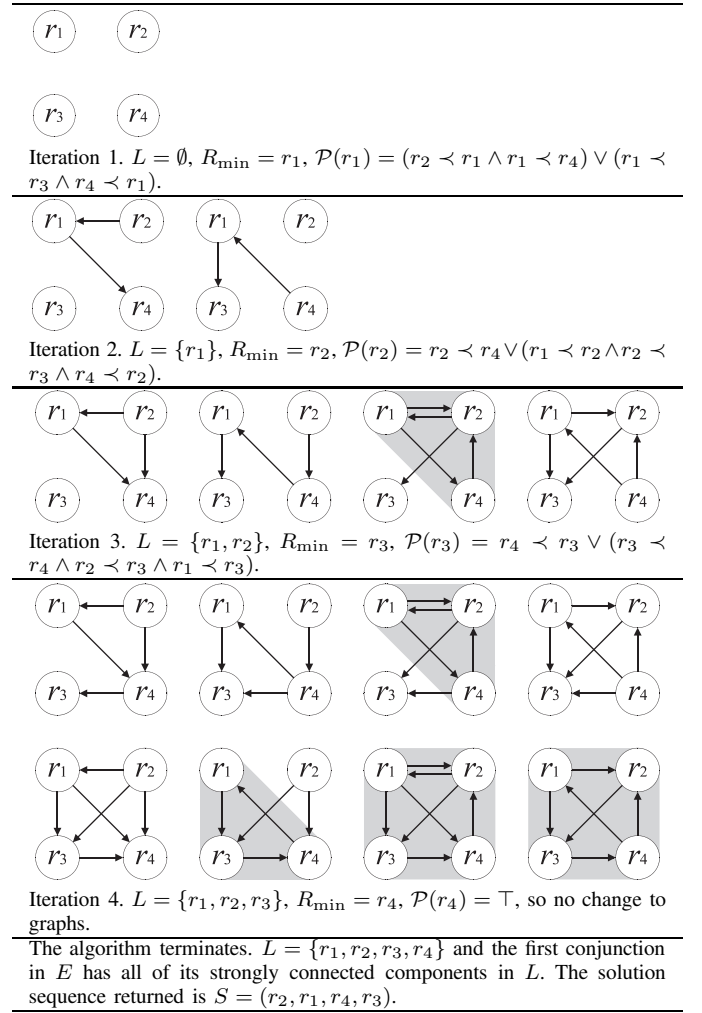 r1 r2
r3 r4
Iteration 1. L = ∅, Rmin = r1, P(r1) = (r2 ≺ r1 ∧ r1 ≺ r4) ∨ (r1 ≺
r3 ∧ r4 ≺ r1).
r1 r2 r1 r2
r3 r4 r3 r4
Iteration 2. L = {r1}, Rmin = r2, P(r2) = r2 ≺ r4 ∨ (r1 ≺ r2 ∧ r2 ≺
r3 ∧ r4 ≺ r2).
r1 r2 r1 r2 r1 r2 r1 r2
r3 r4 r3 r4 r3 r4 r3 r4
Iteration 3. L = {r1, r2}, Rmin = r3, P(r3) = r4 ≺ r3 ∨ (r3 ≺
r4 ∧ r2 ≺ r3 ∧ r1 ≺ r3).
r1 r2 r1 r2 r1 r2 r1 r2
r3 r4 r3 r4 r3 r4 r3 r4
r1 r2 r1 r2 r1 r2 r1 r2
r3 r4 r3 r4 r3 r4 r3 r4
Iteration 4. L = {r1, r2, r3}, Rmin = r4, P(r4) = ⊤, so no change to
graphs.
The algorithm terminates. L = {r1, r2, r3, r4} and the first conjunction
in E has all of its strongly connected components in L. The solution
sequence returned is S = (r2, r1, r4, r3).